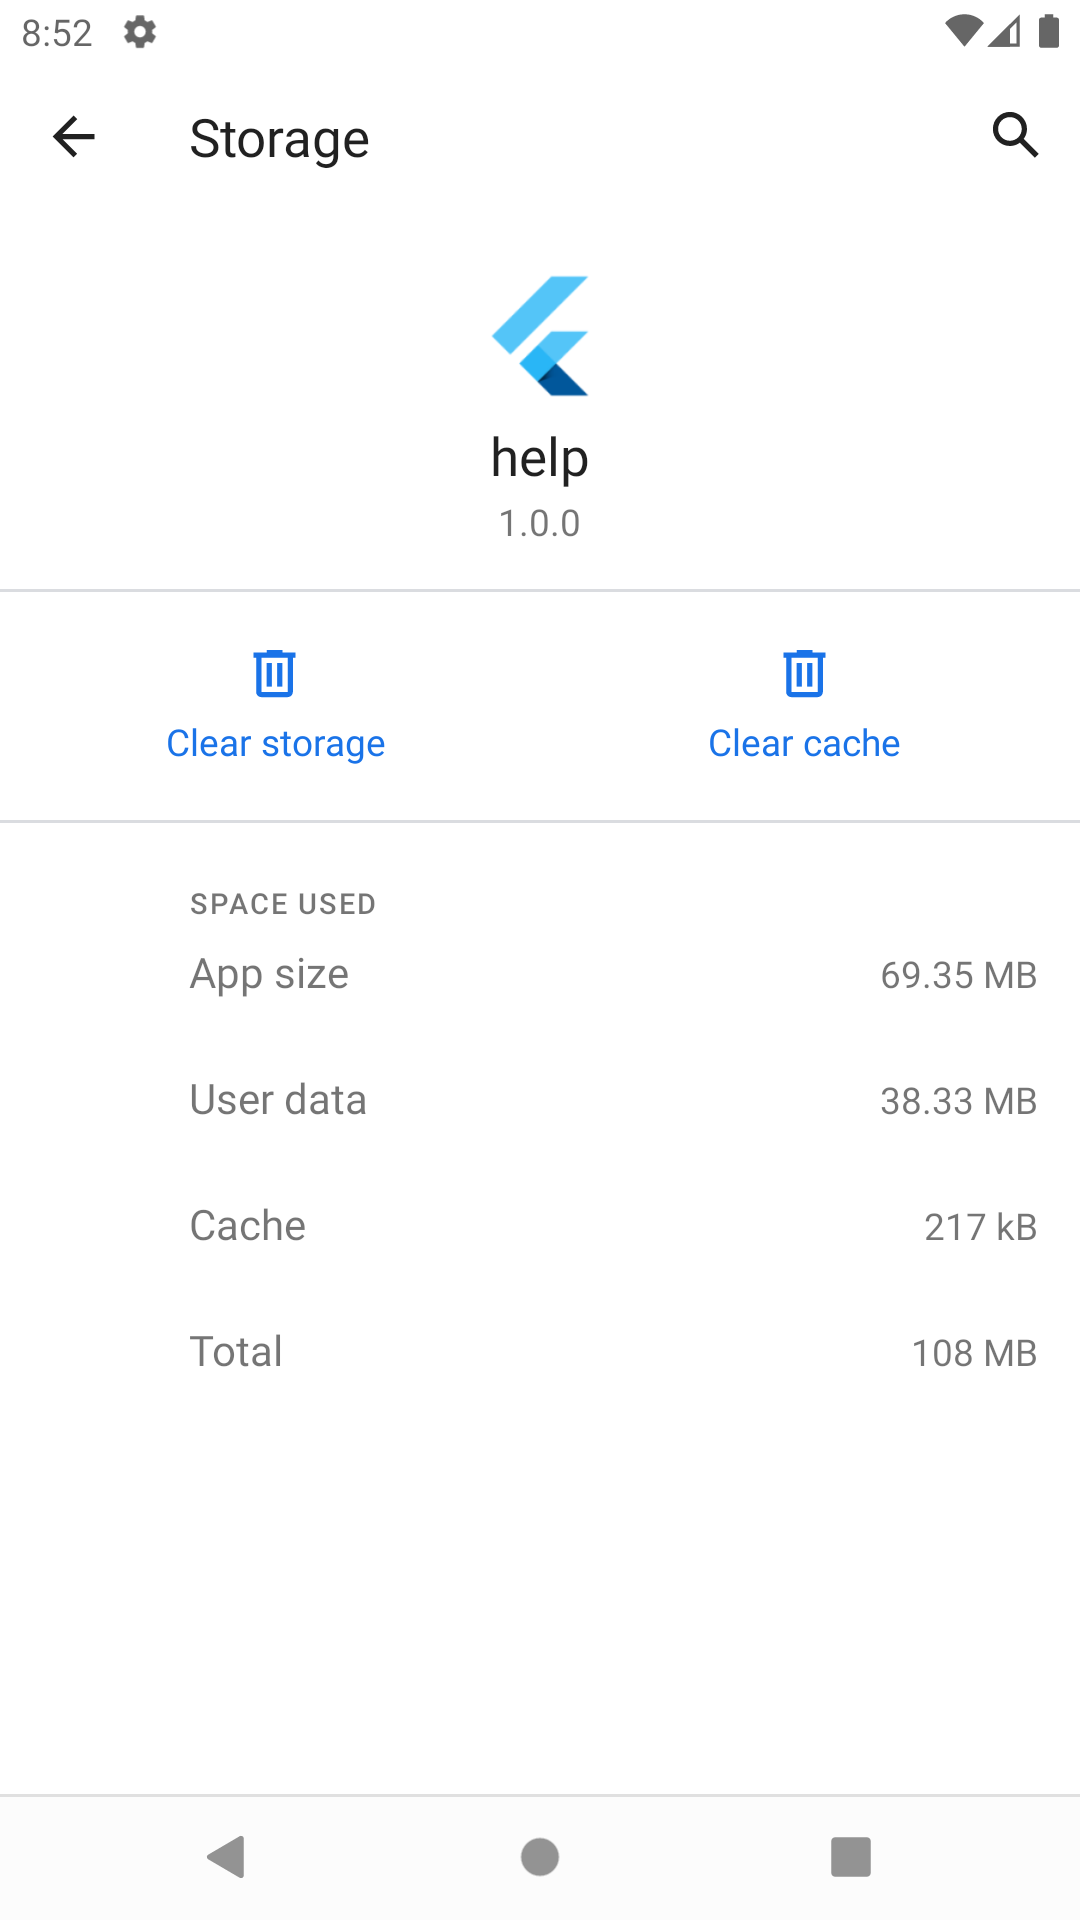 8:52
Storage
help
1.0.0
Clear storage
Clear cache
SPACE USED
App size
69.35 MB
User data
38.33 MB
Cache
217 kB
Total
108 MB